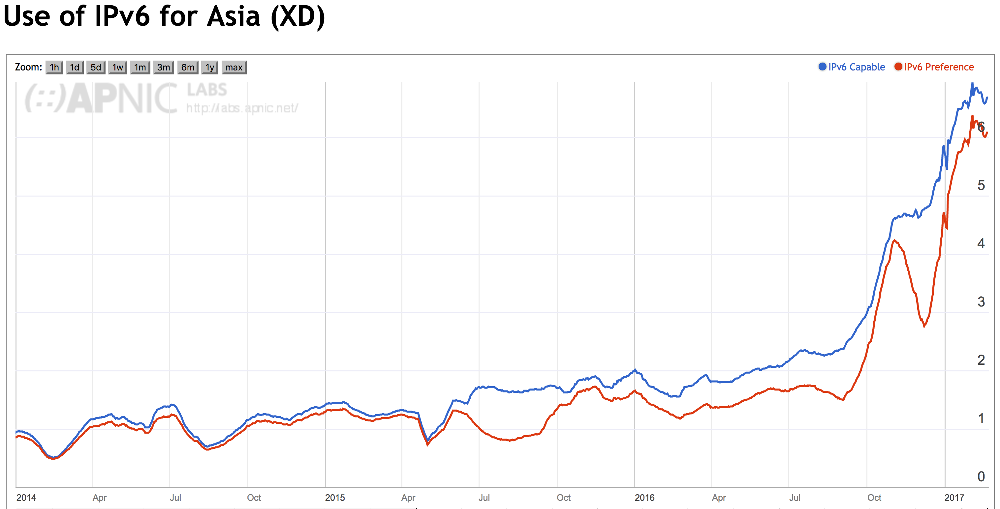 Use of IPv6 for Asia (XD)
Zoom: 1h 1d 5d 1w 1m 3m 6m 1y max
IPv6 Capable IPv6 Preference
(::)APNIC LABS
http://labs.apnic.net/
6
5
4
3
2
1
0
2014 Apr Jul Oct 2015 Apr Jul Oct 2016 Apr Jul Oct 2017